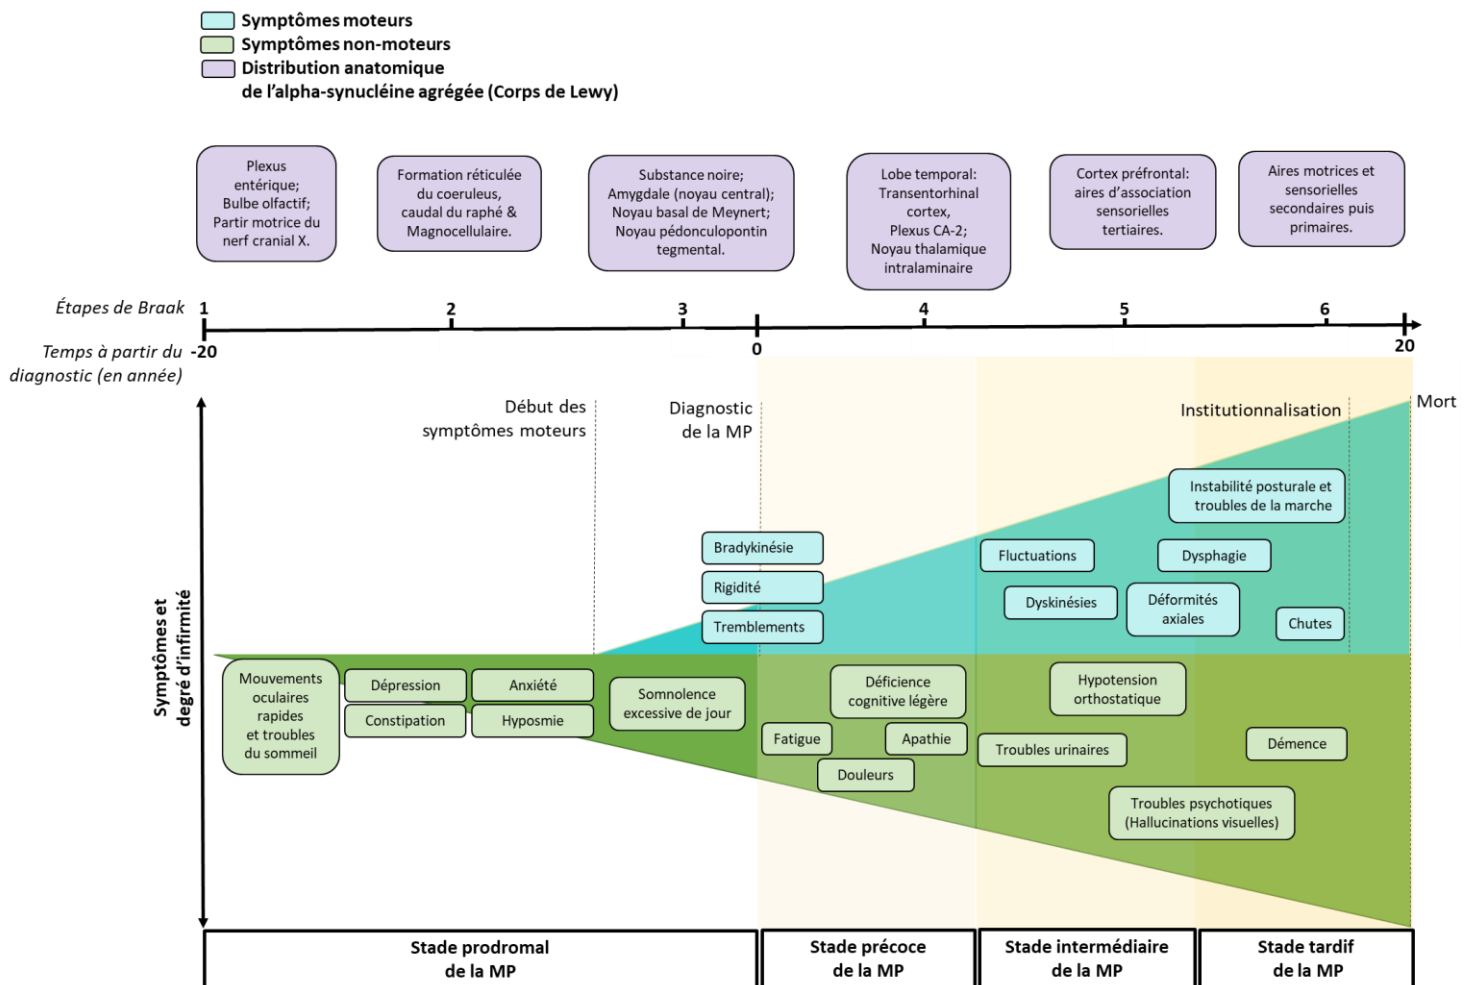 Symptômes moteurs
Symptômes non-moteurs
Distribution anatomique
de l'alpha-synucléine agrégée (Corps de Lewy)
Plexus
entérique;
Bulbe olfactif;
Partir motrice du
nerf cranial X.
Formation réticulée
du coeruleus,
caudal du raphé &
Magnocellulaire.
Substance noire;
Amygdale (noyau central);
Noyau basal de Meynert;
Noyau pédonculopontin
tegmental.
Lobe temporal:
Transentorhinal
cortex,
Plexus CA-2;
Noyau thalamique
intralaminaire
Cortex préfrontal:
aires d'association
sensorielles
tertiaires.
Aires motrices et
sensorielles
secondaires puis
primaires.
Étapes de Braak 1 2 3 4 5 6
Temps à partir du
diagnostic (en année)
-20 0 20
Début des
symptômes moteurs
Diagnostic
de la MP
Institutionnalisation
Mort
Symptômes et
degré d'infirmité
Instabilité posturale et
troubles de la marche
Bradykinésie
Fluctuations
Dysphagie
Rigidité
Dyskinésies
Déformités
axiales
Tremblements
Chutes
Mouvements
oculaires
rapides
et troubles
du sommeil
Dépression
Anxiété
Constipation
Hyposmie
Somnolence
excessive de jour
Déficience
cognitive légère
Fatigue
Apathie
Douleurs
Hypotension
orthostatique
Troubles urinaires
Démence
Troubles psychotiques
(Hallucinations visuelles)
Stade prodromal
de la MP
Stade précoce
de la MP
Stade intermédiaire
de la MP
Stade tardif
de la MP